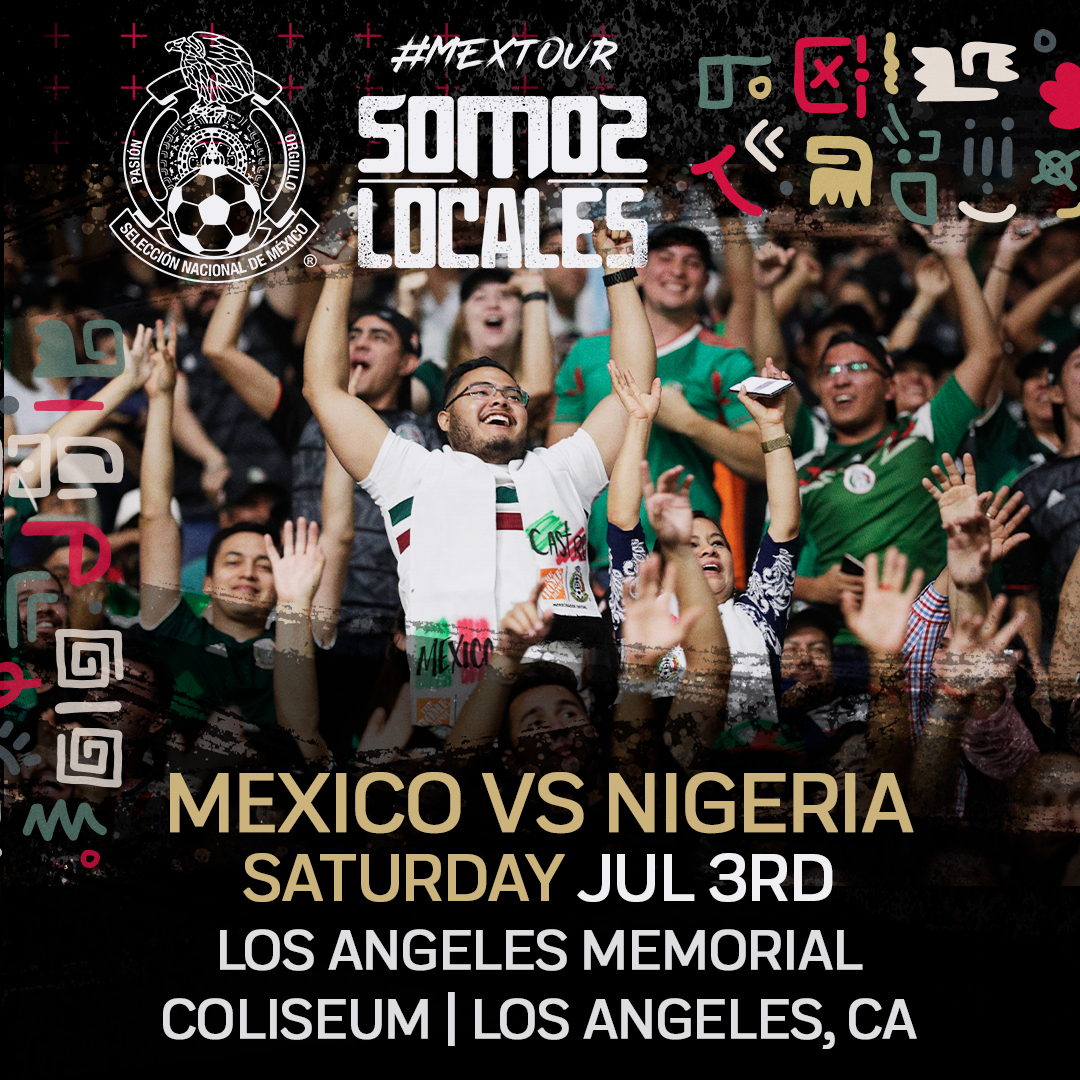 #MEXTOUR
SOMOS
LOCALES
PASIÓN
ORGULLO
SELECCIÓN NACIONAL DE MÉXICO
®
MÉXICO
MEXICO VS NIGERIA
SATURDAY JUL 3RD
LOS ANGELES MEMORIAL
COLISEUM | LOS ANGELES, CA